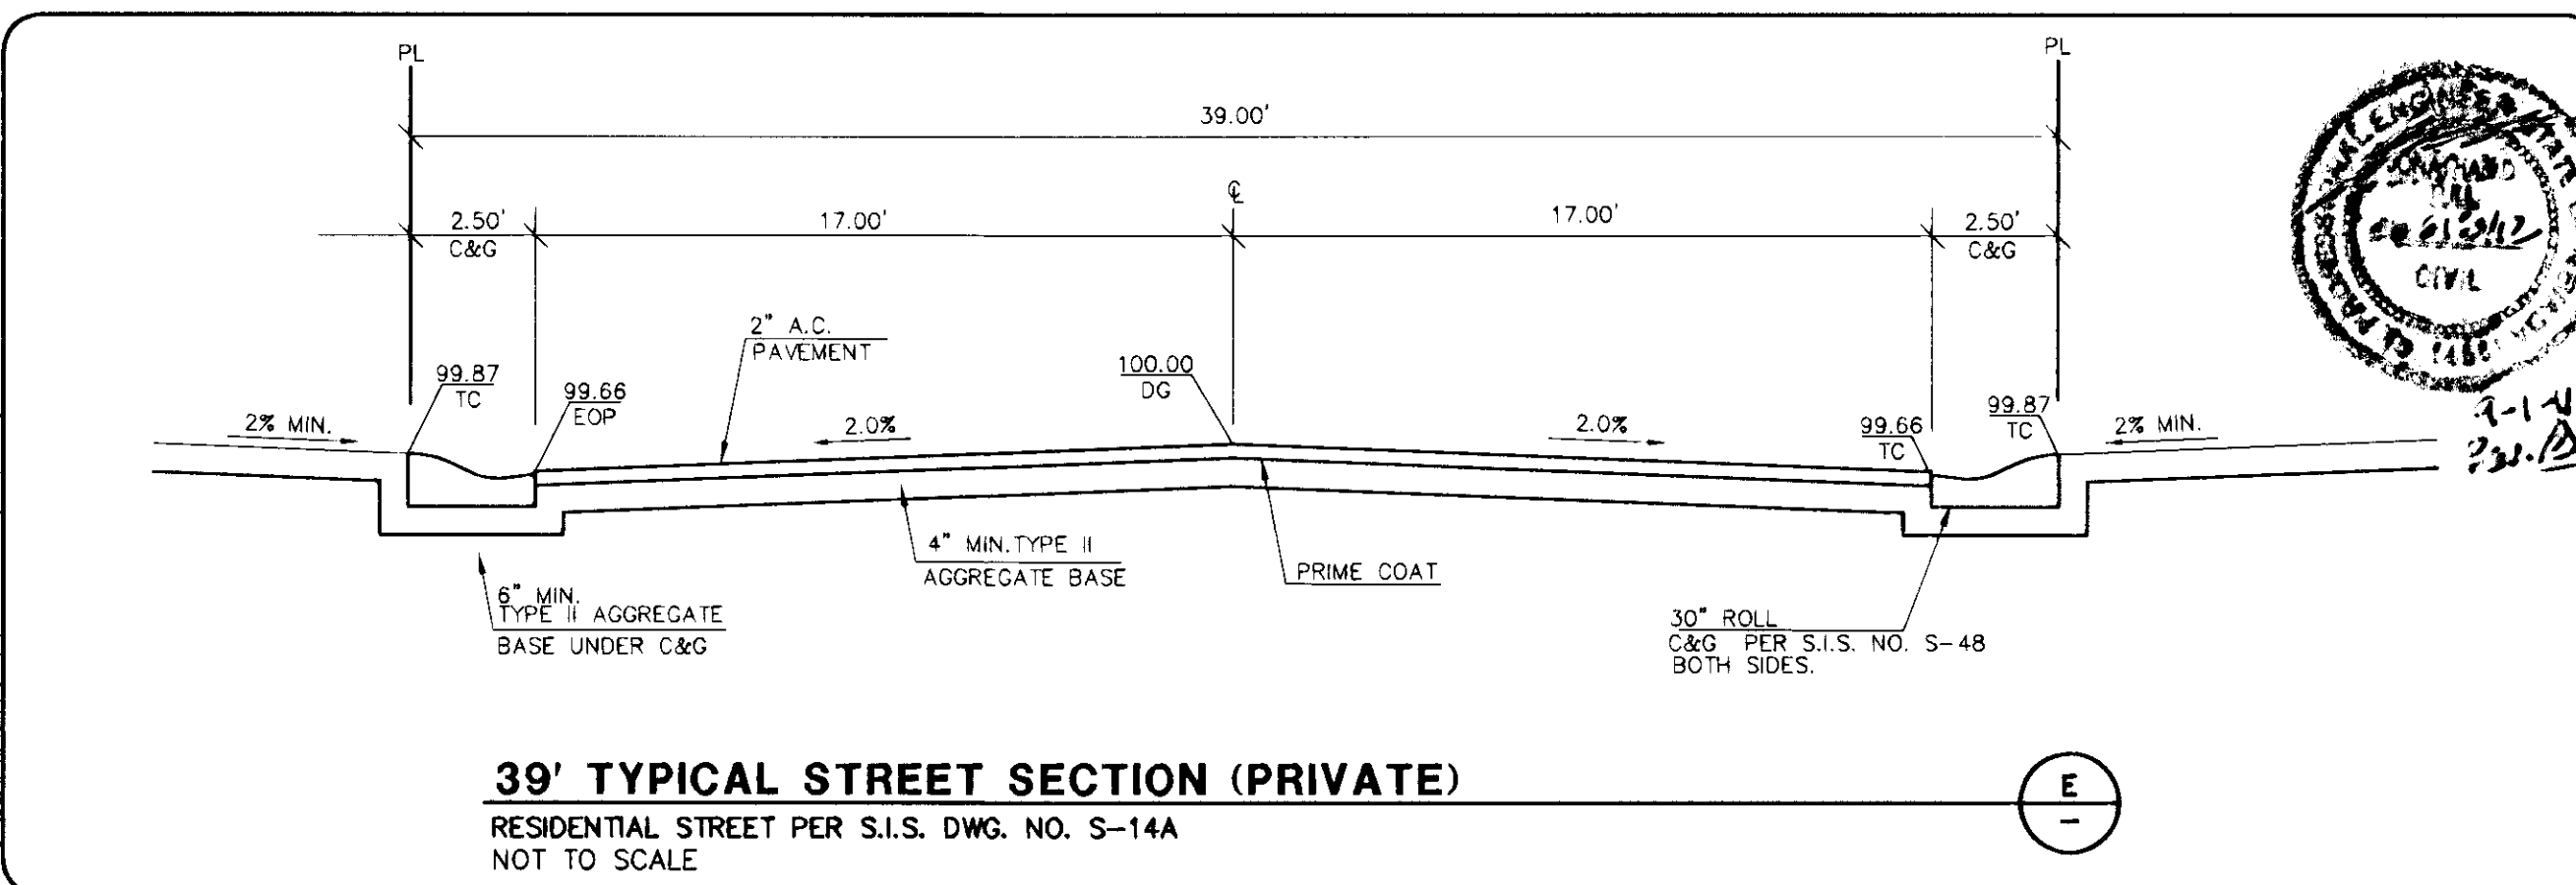 PL
PL
39.00'
℄
2.50'
C&G
17.00'
17.00'
2.50'
C&G
2" A.C.
PAVEMENT
99.87
TC
99.66
EOP
100.00
DG
99.66
TC
99.87
TC
2% MIN.
2.0%
2.0%
2% MIN.
4" MIN. TYPE II
AGGREGATE BASE
PRIME COAT
6" MIN.
TYPE II AGGREGATE
BASE UNDER C&G
30" ROLL
C&G PER S.I.S. NO. S-48
BOTH SIDES.
CIVIL
39' TYPICAL STREET SECTION (PRIVATE)
RESIDENTIAL STREET PER S.I.S. DWG. NO. S-14A
NOT TO SCALE
E
-